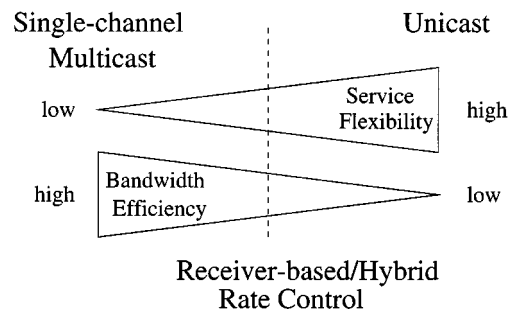 Single-channel
Multicast
Unicast
low
Service
Flexibility
high
high
Bandwidth
Efficiency
low
Receiver-based/Hybrid
Rate Control